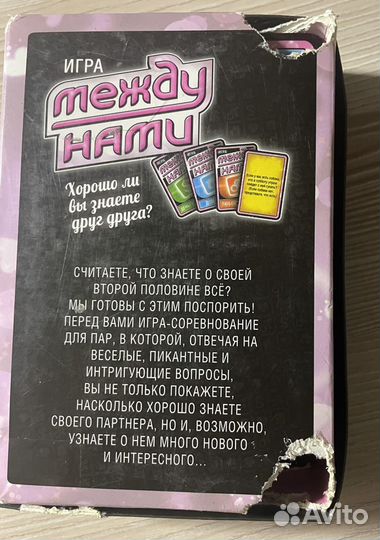 ИГРА
между
нами
Хорошо ли
вы знаете
друг друга?
СЧИТАЕТЕ, ЧТО ЗНАЕТЕ О СВОЕЙ
ВТОРОЙ ПОЛОВИНЕ ВСЁ?
МЫ ГОТОВЫ С ЭТИМ ПОСПОРИТЬ!
ПЕРЕД ВАМИ ИГРА-СОРЕВНОВАНИЕ
ДЛЯ ПАР, В КОТОРОЙ, ОТВЕЧАЯ НА
ВЕСЕЛЫЕ, ПИКАНТНЫЕ И
ИНТРИГУЮЩИЕ ВОПРОСЫ,
ВЫ НЕ ТОЛЬКО ПОКАЖЕТЕ,
НАСКОЛЬКО ХОРОШО ЗНАЕТЕ
СВОЕГО ПАРТНЕРА, НО И, ВОЗМОЖНО,
УЗНАЕТЕ О НЕМ МНОГО НОВОГО
И ИНТЕРЕСНОГО...
Avito